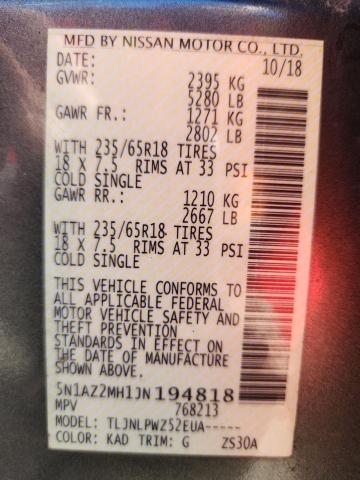 MFD BY NISSAN MOTOR CO., LTD.
DATE: 10/18
GVWR: 2395 KG
5280 LB
GAWR FR.: 1271 KG
2802 LB
WITH 235/65R18 TIRES
18 X 7.5 RIMS AT 33 PSI
COLD SINGLE
GAWR RR.: 1210 KG
2667 LB
WITH 235/65R18 TIRES
18 X 7.5 RIMS AT 33 PSI
COLD SINGLE
THIS VEHICLE CONFORMS TO
ALL APPLICABLE FEDERAL
MOTOR VEHICLE SAFETY AND
THEFT PREVENTION
STANDARDS IN EFFECT ON
THE DATE OF MANUFACTURE
SHOWN ABOVE.
5N1AZ2MH1JN194818
MPV 768213
MODEL: TLJNLPWZ52EUA-----
COLOR: KAD TRIM: G ZS30A